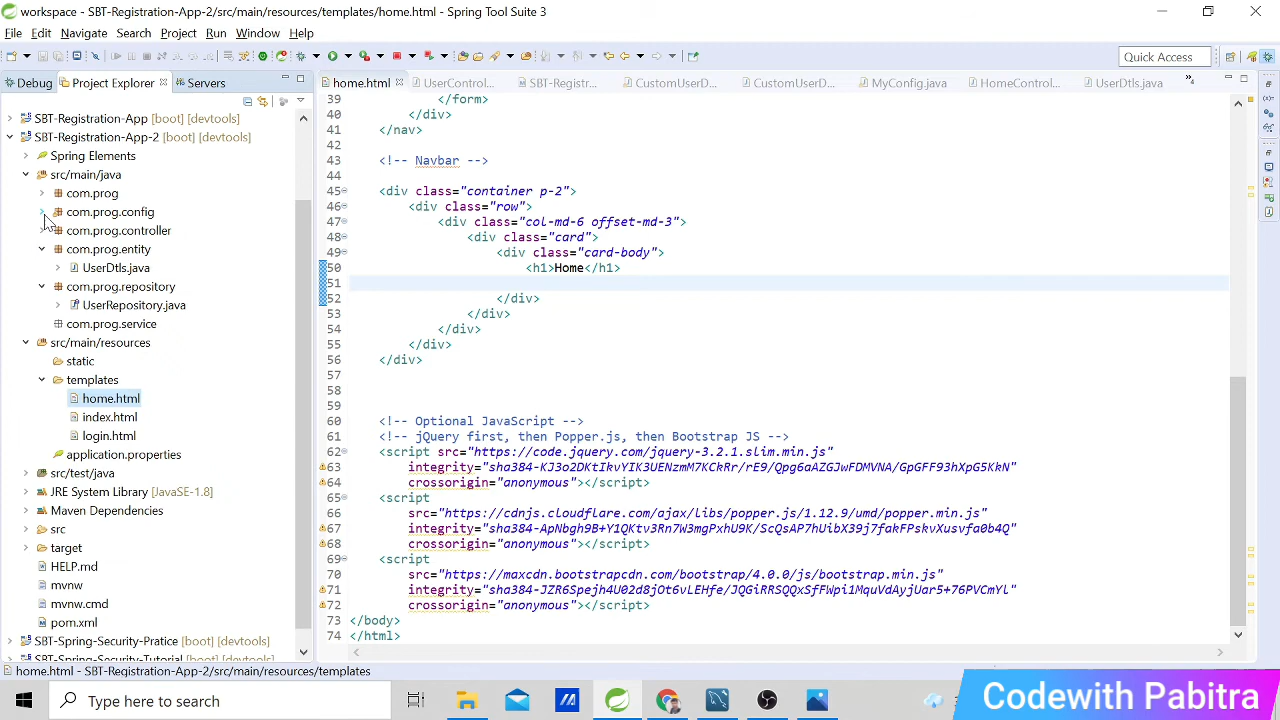 workspace - SBT-Registration-App-2/src/main/resources/templates/home.html - Spring Tool Suite 3
File Edit Navigate Search Project Run Window Help
Quick Access
Debug Project Explorer Servers
home.html UserControl... SBT-Registr... CustomUserD... CustomUserD... MyConfig.java HomeControl... UserDtls.java
SBT-Registration-App [boot] [devtools]
SBT-Registration-App-2 [boot] [devtools]
Spring Elements
src/main/java
com.prog
com.prog.config
com.prog.controller
com.prog.entity
UserDtls.java
com.prog.repository
UserRepository.java
com.prog.service
src/main/resources
static
templates
home.html
index.html
login.html
application.properties
src/test/java
JRE System Library [JavaSE-1.8]
Maven Dependencies
src
target
HELP.md
mvnw
mvnw.cmd
pom.xml
SBT-Spring-Security-Pratice [boot]
SBT-Spring-Security-Tutorial [boot]
39 </form>
40 </div>
41 </nav>
42
43 <!-- Navbar -->
44
45 <div class="container p-2">
46 <div class="row">
47 <div class="col-md-6 offset-md-3">
48 <div class="card">
49 <div class="card-body">
50 <h1>Home</h1>
51
52 </div>
53 </div>
54 </div>
55 </div>
56 </div>
57
58
59
60 <!-- Optional JavaScript -->
61 <!-- jQuery first, then Popper.js, then Bootstrap JS -->
62 <script src="https://code.jquery.com/jquery-3.2.1.slim.min.js"
63 integrity="sha384-KJ3o2DKtIkvYIK3UENzmM7KCkRr/rE9/Qpg6aAZGJwFDMVNA/GpGFF93hXpG5KkN"
64 crossorigin="anonymous"></script>
65 <script
66 src="https://cdnjs.cloudflare.com/ajax/libs/popper.js/1.12.9/umd/popper.min.js"
67 integrity="sha384-ApNbgh9B+Y1QKtv3Rn7W3mgPxhU9K/ScQsAP7hUibX39j7fakFPskvXusvfa0b4Q"
68 crossorigin="anonymous"></script>
69 <script
70 src="https://maxcdn.bootstrapcdn.com/bootstrap/4.0.0/js/bootstrap.min.js"
71 integrity="sha384-JZR6Spejh4U02d8jOt6vLEHfe/JQGiRRSQQxSfFWpi1MquVdAyjUar5+76PVCmYl"
72 crossorigin="anonymous"></script>
73 </body>
74 </html>
home.html - SBT-Registration-App-2/src/main/resources/templates
Type here to search
Codewith Pabitra